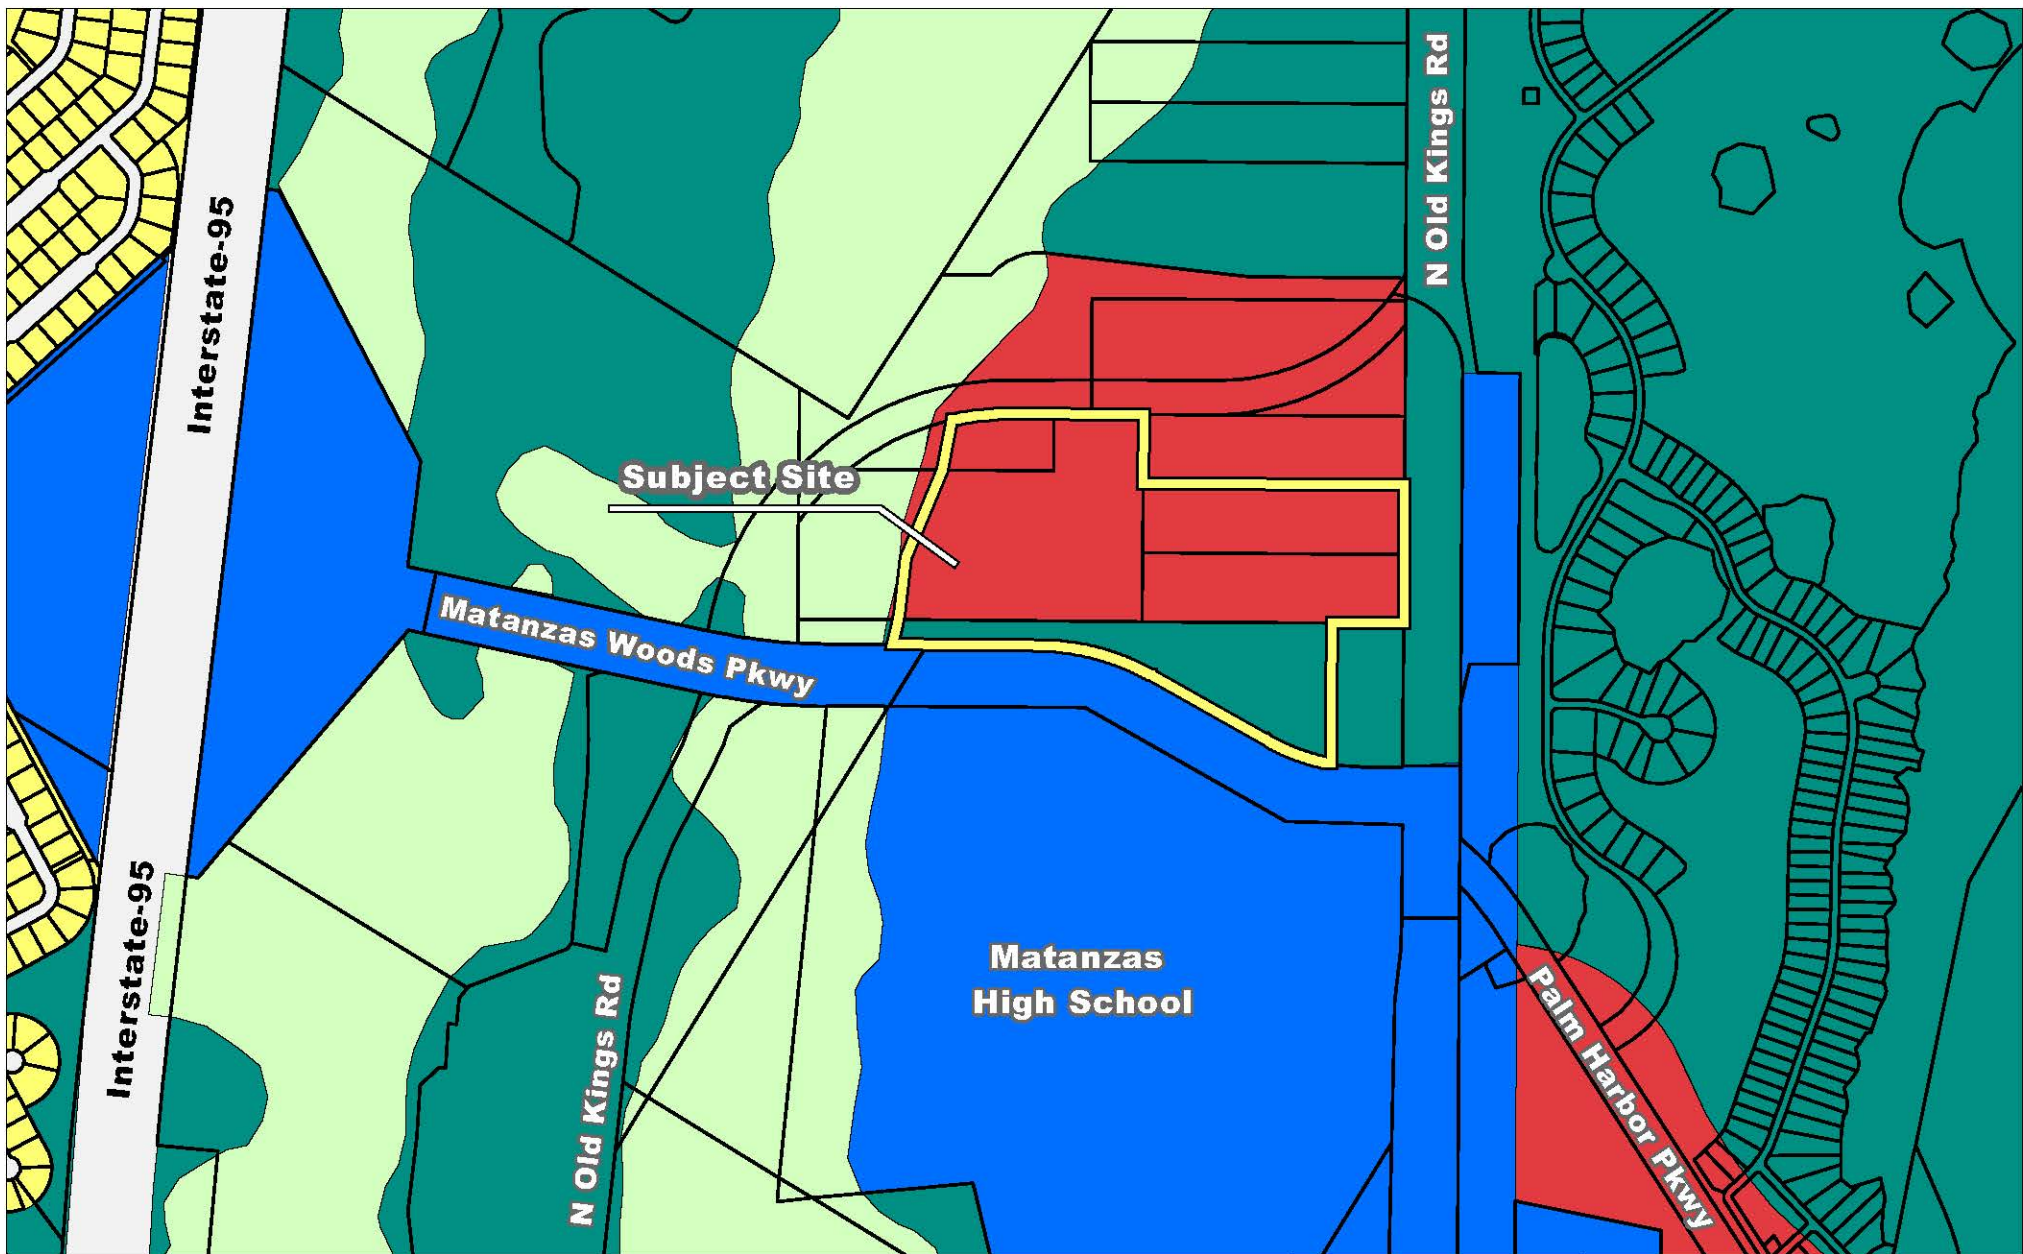 N Old Kings Rd
Interstate-95
Subject Site
Matanzas Woods Pkwy
Matanzas
High School
Interstate-95
N Old Kings Rd
Palm Harbor Pkwy